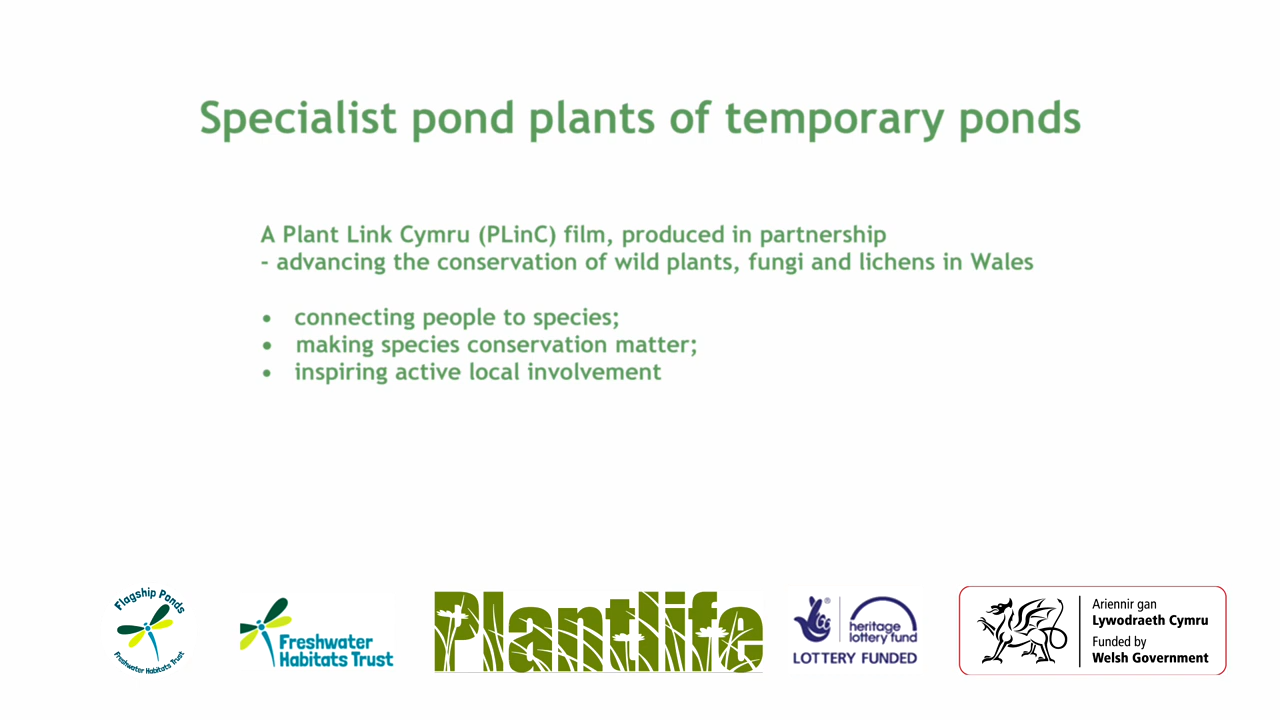 Specialist pond plants of temporary ponds
A Plant Link Cymru (PLinC) film, produced in partnership
- advancing the conservation of wild plants, fungi and lichens in Wales
• connecting people to species;
• making species conservation matter;
• inspiring active local involvement
Flagship Ponds
Freshwater Habitats Trust
Freshwater
Habitats Trust
Plantlife
heritage
lottery fund
LOTTERY FUNDED
Ariennir gan
Lywodraeth Cymru
Funded by
Welsh Government